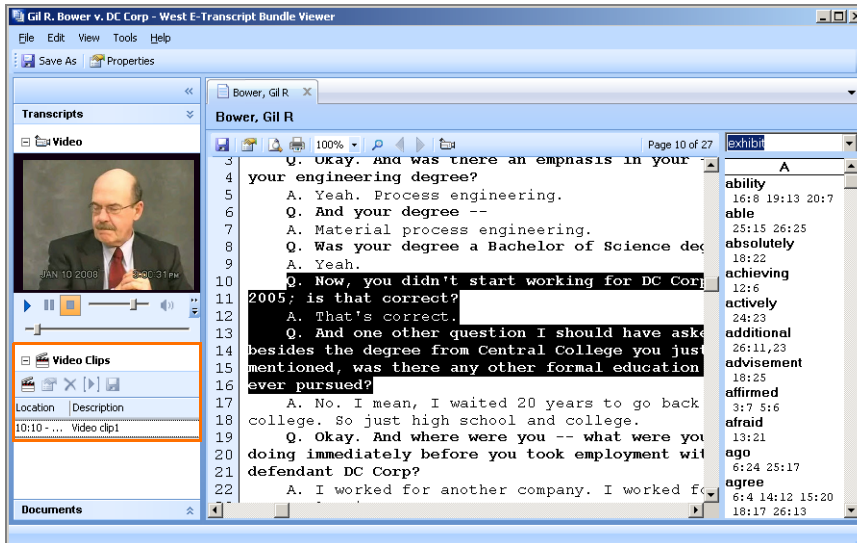 Gil R. Bower v. DC Corp - West E-Transcript Bundle Viewer
File Edit View Tools Help
Save As Properties
Transcripts
Video
JAN 10 2008 3:00:31 PM
Video Clips
Location Description
10:10 - ... Video clip1
Documents
Bower, Gil R
Bower, Gil R
100% Page 10 of 27
3 Q. Okay. And was there an emphasis in your
4 your engineering degree?
5 A. Yeah. Process engineering.
6 Q. And your degree --
7 A. Material process engineering.
8 Q. Was your degree a Bachelor of Science deg
9 A. Yeah.
10 Q. Now, you didn't start working for DC Corp
11 2005; is that correct?
12 A. That's correct.
13 Q. And one other question I should have aske
14 besides the degree from Central College you just
15 mentioned, was there any other formal education
16 ever pursued?
17 A. No. I mean, I waited 20 years to go back
18 college. So just high school and college.
19 Q. Okay. And where were you -- what were you
20 doing immediately before you took employment wit
21 defendant DC Corp?
22 A. I worked for another company. I worked fo
exhibit
A
ability
16:8 19:13 20:7
able
25:15 26:25
absolutely
18:22
achieving
12:6
actively
24:23
additional
26:11,23
advisement
18:25
affirmed
3:7 5:6
afraid
13:21
ago
6:24 25:17
agree
6:4 14:12 15:20
18:17 26:13